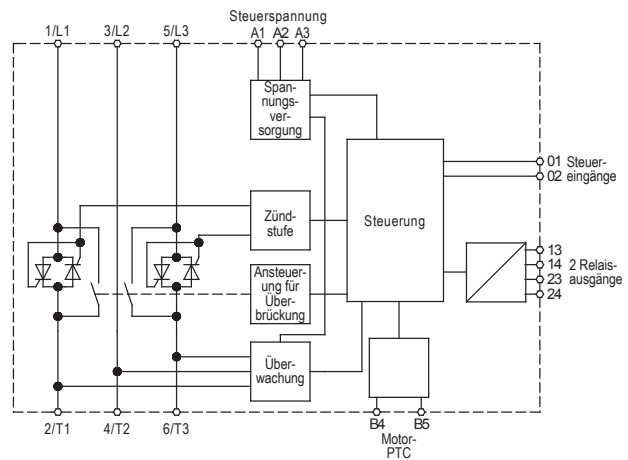 Steuerspannung
1/L1 3/L2 5/L3 A1 A2 A3
Span-
nungs-
ver-
sorgung
Steuerung
01 Steuer-
02 eingänge
Zünd-
stufe
13
14 2 Relais-
23 ausgänge
24
Ansteuer-
ung für
Über-
brückung
Über-
wachung
2/T1 4/T2 6/T3 B4 B5
Motor-
PTC